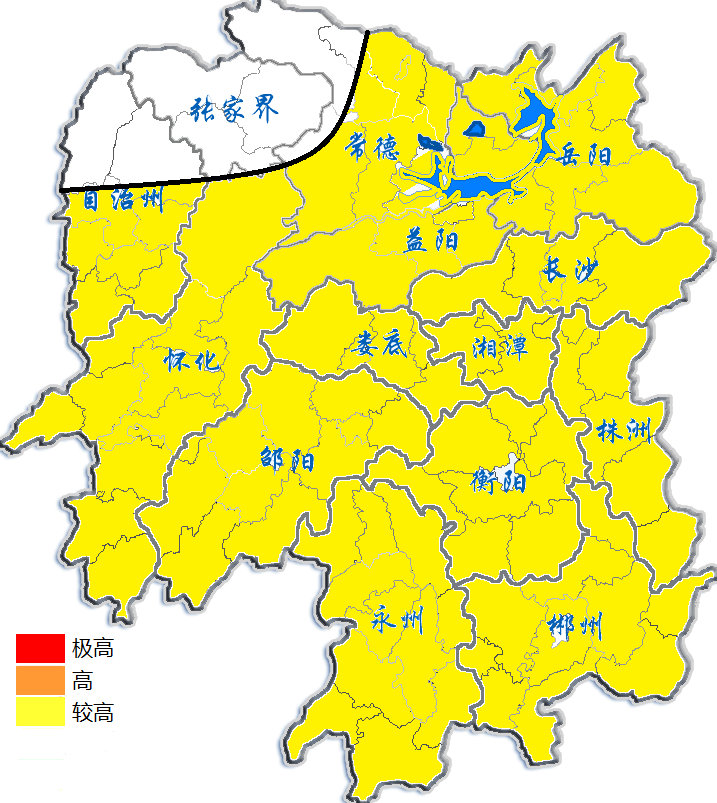 张家界
常德
岳阳
自治州
益阳
长沙
娄底
湘潭
怀化
株洲
邵阳
衡阳
永州
郴州
极高
高
较高